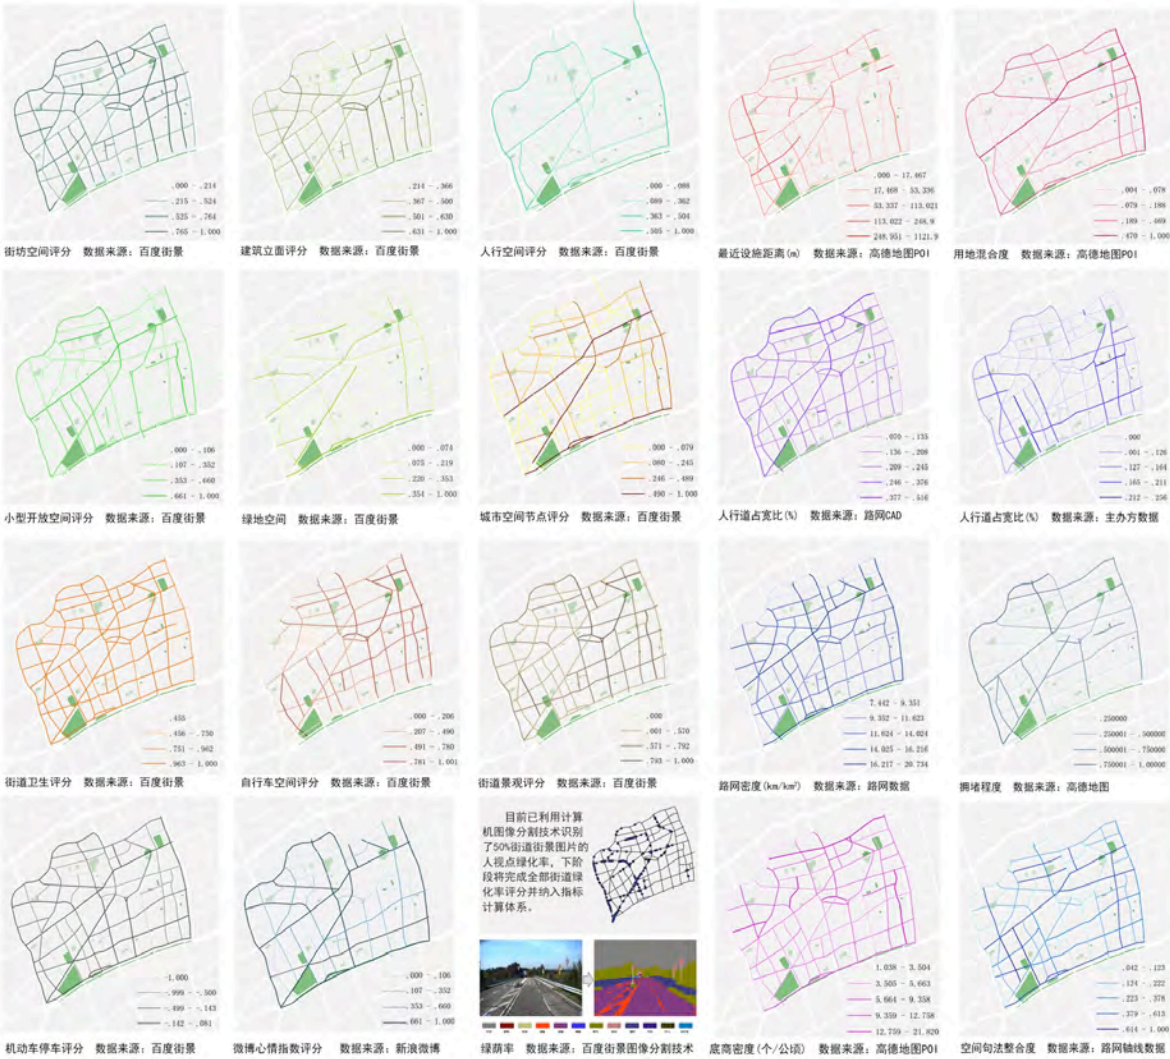 .000 - .214
.215 - .524
.525 - .764
.765 - 1.000
街坊空间评分 数据来源：百度街景
.214 - .366
.367 - .500
.501 - .630
.631 - 1.000
建筑立面评分 数据来源：百度街景
.000 - .088
.089 - .362
.363 - .504
.505 - 1.000
人行空间评分 数据来源：百度街景
.000 - 17.467
17.468 - 53.336
53.337 - 113.021
113.022 - 248.9
248.951 - 1121.9
最近设施距离(m) 数据来源：高德地图POI
.004 - .078
.079 - .188
.189 - .469
.470 - 1.000
用地混合度 数据来源：高德地图POI
.000 - .106
.107 - .352
.353 - .660
.661 - 1.000
小型开放空间评分 数据来源：百度街景
.000 - .074
.075 - .219
.220 - .353
.354 - 1.000
绿地空间 数据来源：百度街景
.000 - .079
.080 - .245
.246 - .489
.490 - 1.000
城市空间节点评分 数据来源：百度街景
.070 - .135
.136 - .208
.209 - .245
.246 - .376
.377 - .516
人行道占宽比(%) 数据来源：路网CAD
.000
.001 - .126
.127 - .164
.165 - .211
.212 - .256
人行道占宽比(%) 数据来源：主办方数据
.455
.456 - .750
.751 - .962
.963 - 1.000
街道卫生评分 数据来源：百度街景
.000 - .206
.207 - .490
.491 - .780
.781 - 1.001
自行车空间评分 数据来源：百度街景
.000
.001 - .570
.571 - .792
.793 - 1.000
街道景观评分 数据来源：百度街景
7.442 - 9.351
9.352 - 11.623
11.624 - 14.024
14.025 - 16.216
16.217 - 20.734
路网密度(km/km²) 数据来源：路网数据
.250000
.250001 - .500000
.500001 - .750000
.750001 - 1.00000
拥堵程度 数据来源：高德地图
-1.000
-.999 - -.500
-.499 - -.143
-.142 - .081
机动车停车评分 数据来源：百度街景
.000 - .106
.107 - .352
.353 - .660
.661 - 1.000
微博心情指数评分 数据来源：新浪微博
目前已利用计算
机图像分割技术识别
了50%街道街景图片的
人视点绿化率，下阶
段将完成全部街道绿
化率评分并纳入指标
计算体系。
绿荫率 数据来源：百度街景图像分割技术
1.038 - 3.504
3.505 - 5.663
5.664 - 9.358
9.359 - 12.758
12.759 - 21.820
底商密度(个/公顷) 数据来源：高德地图POI
.042 - .123
.124 - .222
.223 - .378
.379 - .613
.614 - 1.000
空间句法整合度 数据来源：路网轴线数据